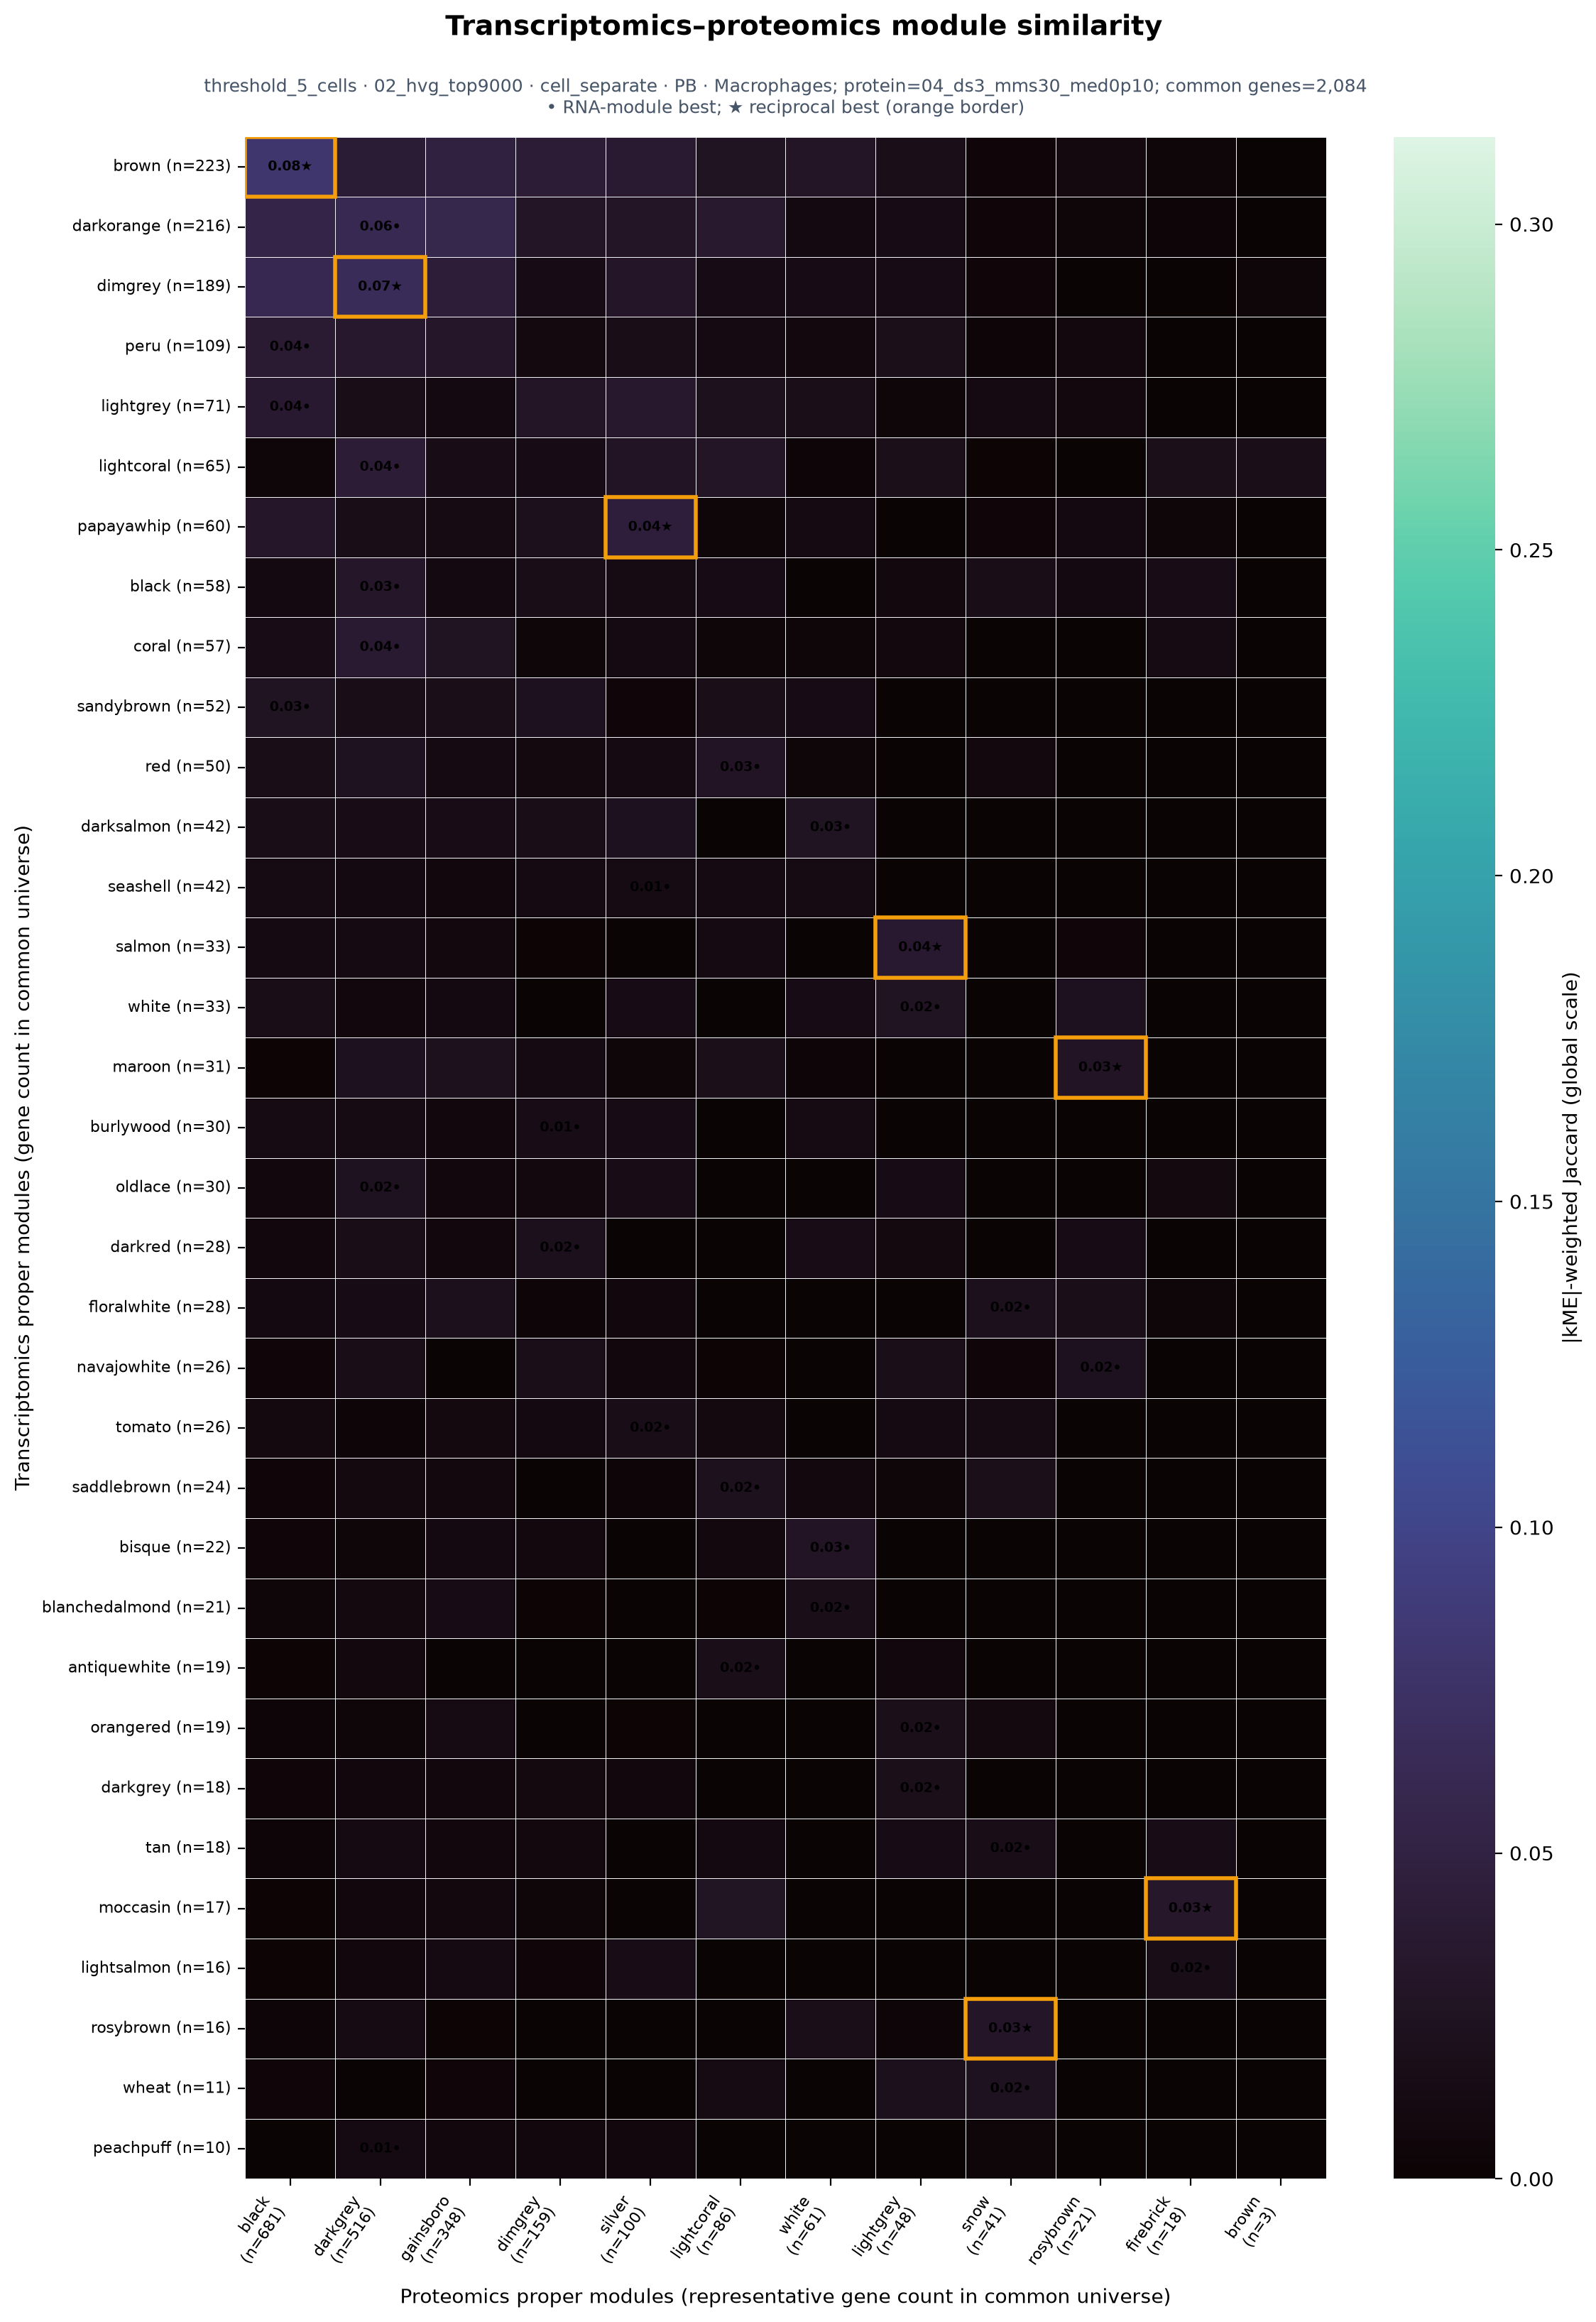 Transcriptomics–proteomics module similarity
threshold_5_cells · 02_hvg_top9000 · cell_separate · PB · Macrophages; protein=04_ds3_mms30_med0p10; common genes=2,084
• RNA-module best; ★ reciprocal best (orange border)
Transcriptomics proper modules (gene count in common universe)
brown (n=223)
0.08★
darkorange (n=216)
0.06•
dimgrey (n=189)
0.07★
peru (n=109)
0.04•
lightgrey (n=71)
0.04•
lightcoral (n=65)
0.04•
papayawhip (n=60)
0.04★
black (n=58)
0.03•
coral (n=57)
0.04•
sandybrown (n=52)
0.03•
red (n=50)
0.03•
darksalmon (n=42)
0.03•
seashell (n=42)
0.01•
salmon (n=33)
0.04★
white (n=33)
0.02•
maroon (n=31)
0.03★
burlywood (n=30)
0.01•
oldlace (n=30)
0.02•
darkred (n=28)
0.02•
floralwhite (n=28)
0.02•
navajowhite (n=26)
0.02•
tomato (n=26)
0.02•
saddlebrown (n=24)
0.02•
bisque (n=22)
0.03•
blanchedalmond (n=21)
0.02•
antiquewhite (n=19)
0.02•
orangered (n=19)
0.02•
darkgrey (n=18)
0.02•
tan (n=18)
0.02•
moccasin (n=17)
0.03★
lightsalmon (n=16)
0.02•
rosybrown (n=16)
0.03★
wheat (n=11)
0.02•
peachpuff (n=10)
0.01•
black
(n=681)
darkgrey
(n=516)
gainsboro
(n=348)
dimgrey
(n=159)
silver
(n=100)
lightcoral
(n=86)
white
(n=61)
lightgrey
(n=48)
snow
(n=41)
rosybrown
(n=21)
firebrick
(n=18)
brown
(n=3)
Proteomics proper modules (representative gene count in common universe)
0.30
0.25
0.20
0.15
0.10
0.05
0.00
|kME|-weighted Jaccard (global scale)